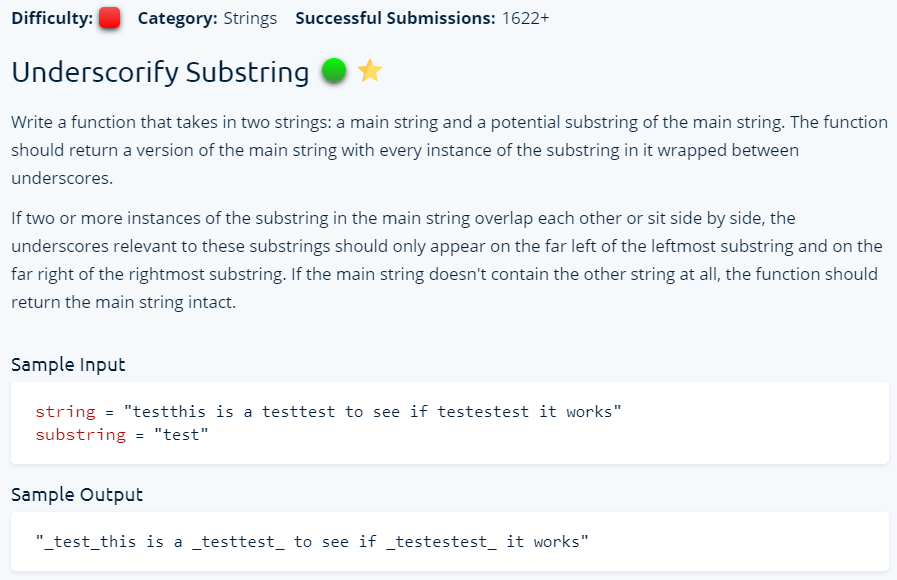 Difficulty: Category: Strings Successful Submissions: 1622+
Underscorify Substring
Write a function that takes in two strings: a main string and a potential substring of the main string. The function
should return a version of the main string with every instance of the substring in it wrapped between
underscores.
If two or more instances of the substring in the main string overlap each other or sit side by side, the
underscores relevant to these substrings should only appear on the far left of the leftmost substring and on the
far right of the rightmost substring. If the main string doesn't contain the other string at all, the function should
return the main string intact.
Sample Input
string = "testthis is a testtest to see if testestest it works"
substring = "test"
Sample Output
"_test_this is a _testtest_ to see if _testestest_ it works"